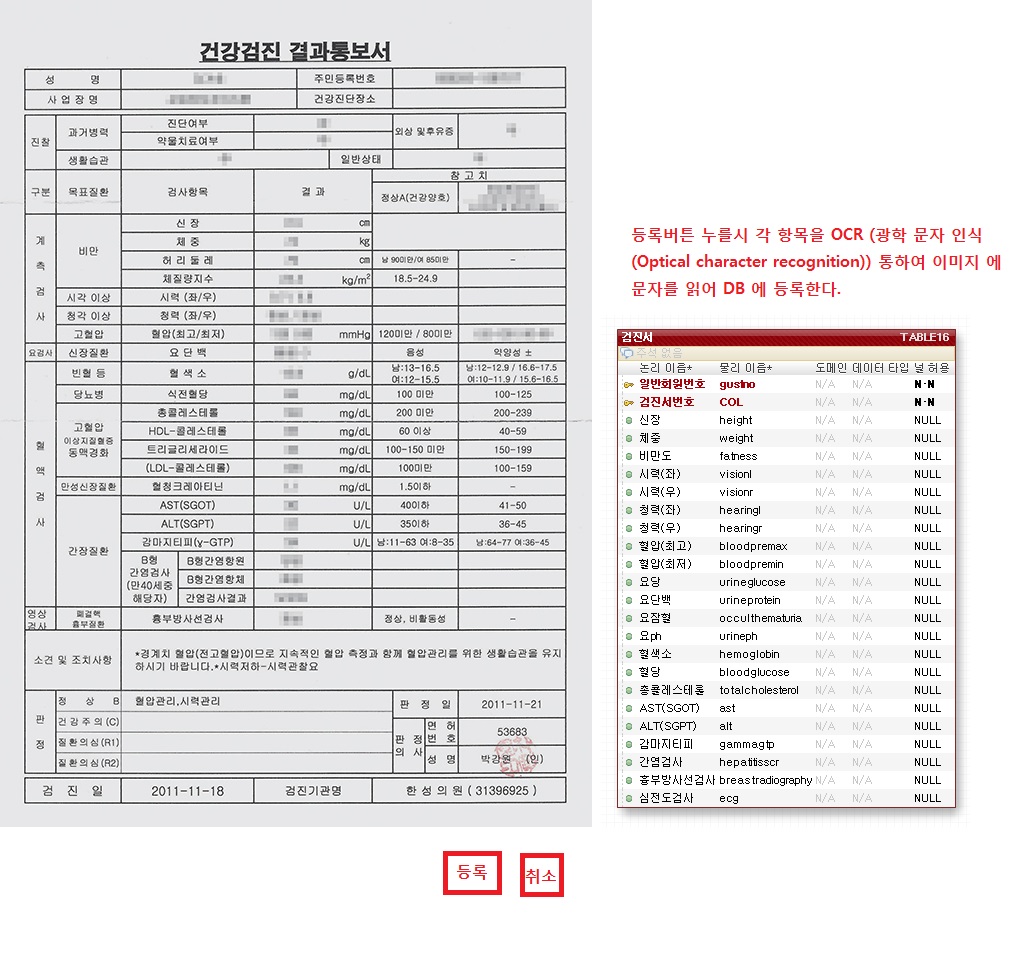 건강검진 결과통보서
성 명 주민등록번호
사 업 장 명 건강진단장소
진찰 과거병력 진단여부 외상 및후유증
약물치료여부
생활습관 일반상태
구분 목표질환 검사항목 결 과 참 고 치
정상A(건강양호)
계측검사 비만 신 장 cm
체 중 kg
허 리 둘 레 cm 남 90미만/여 85미만 –
체질량지수 kg/m² 18.5-24.9
시각 이상 시력 (좌/우)
청각 이상 청력 (좌/우)
고혈압 혈압(최고/최저) mmHg 120미만 / 80미만
요검사 신장질환 요 단 백 음성 약양성 ±
혈액검사 빈혈 등 혈 색 소 g/dL 남:13-16.5 남:12-12.9 / 16.6-17.5
여:12-15.5 여:10-11.9 / 15.6-16.5
당뇨병 식전혈당 mg/dL 100 미만 100-125
고혈압 이상지질혈증 동맥경화 총콜레스테롤 mg/dL 200 미만 200-239
HDL-콜레스테롤 mg/dL 60 이상 40-59
트리글리세라이드 mg/dL 100-150 미만 150-199
(LDL-콜레스테롤) mg/dL 100미만 100-159
만성신장질환 혈청크레아티닌 mg/dL 1.5이하 –
간장질환 AST(SGOT) U/L 40이하 41-50
ALT(SGPT) U/L 35이하 36-45
감마지티피(γ-GTP) U/L 남:11-63 여:8-35 남:64-77 여:36-45
B형 간염검사 (만40세중 해당자) B형간염항원
B형간염항체
간염검사결과
영상검사 폐결핵 흉부질환 흉부방사선검사 정상, 비활동성 –
소견 및 조치사항 *경계치 혈압(전고혈압)이므로 지속적인 혈압 측정과 함께 혈압관리를 위한 생활습관을 유지
하시기 바랍니다.*시력저하-시력관찰요
판정 정 상 B 혈압관리,시력관리 판 정 일 2011-11-21
건 강 주 의 (C) 판 정 의 사 면 허 번 호 53683
질 환 의 심 (R1)
질 환 의 심 (R2) 성 명 박강원 (인)
검 진 일 2011-11-18 검진기관명 한 성 의 원 ( 31396925 )
등록버튼 누를시 각 항목을 OCR (광학 문자 인식
(Optical character recognition)) 통하여 이미지 에
문자를 읽어 DB 에 등록한다.
검진서 TABLE16
주석 없음
논리 이름* 물리 이름* 도메인 데이터 타입 널 허용
일반회원번호 gustno N/A N/A N-N
검진서번호 COL N/A N/A N-N
신장 height N/A N/A NULL
체중 weight N/A N/A NULL
비만도 fatness N/A N/A NULL
시력(좌) visionl N/A N/A NULL
시력(우) visionr N/A N/A NULL
청력(좌) hearingl N/A N/A NULL
청력(우) hearingr N/A N/A NULL
혈압(최고) bloodpremax N/A N/A NULL
혈압(최저) bloodpremin N/A N/A NULL
요당 urineglucose N/A N/A NULL
요단백 urineprotein N/A N/A NULL
요잠혈 occulthematuria N/A N/A NULL
요ph urineph N/A N/A NULL
혈색소 hemoglobin N/A N/A NULL
혈당 bloodglucose N/A N/A NULL
총콜레스테롤 totalcholesterol N/A N/A NULL
AST(SGOT) ast N/A N/A NULL
ALT(SGPT) alt N/A N/A NULL
감마지티피 gammagtp N/A N/A NULL
간염검사 hepatitisscr N/A N/A NULL
흉부방사선검사 breastradiography N/A N/A NULL
심전도검사 ecg N/A N/A NULL
등록 취소